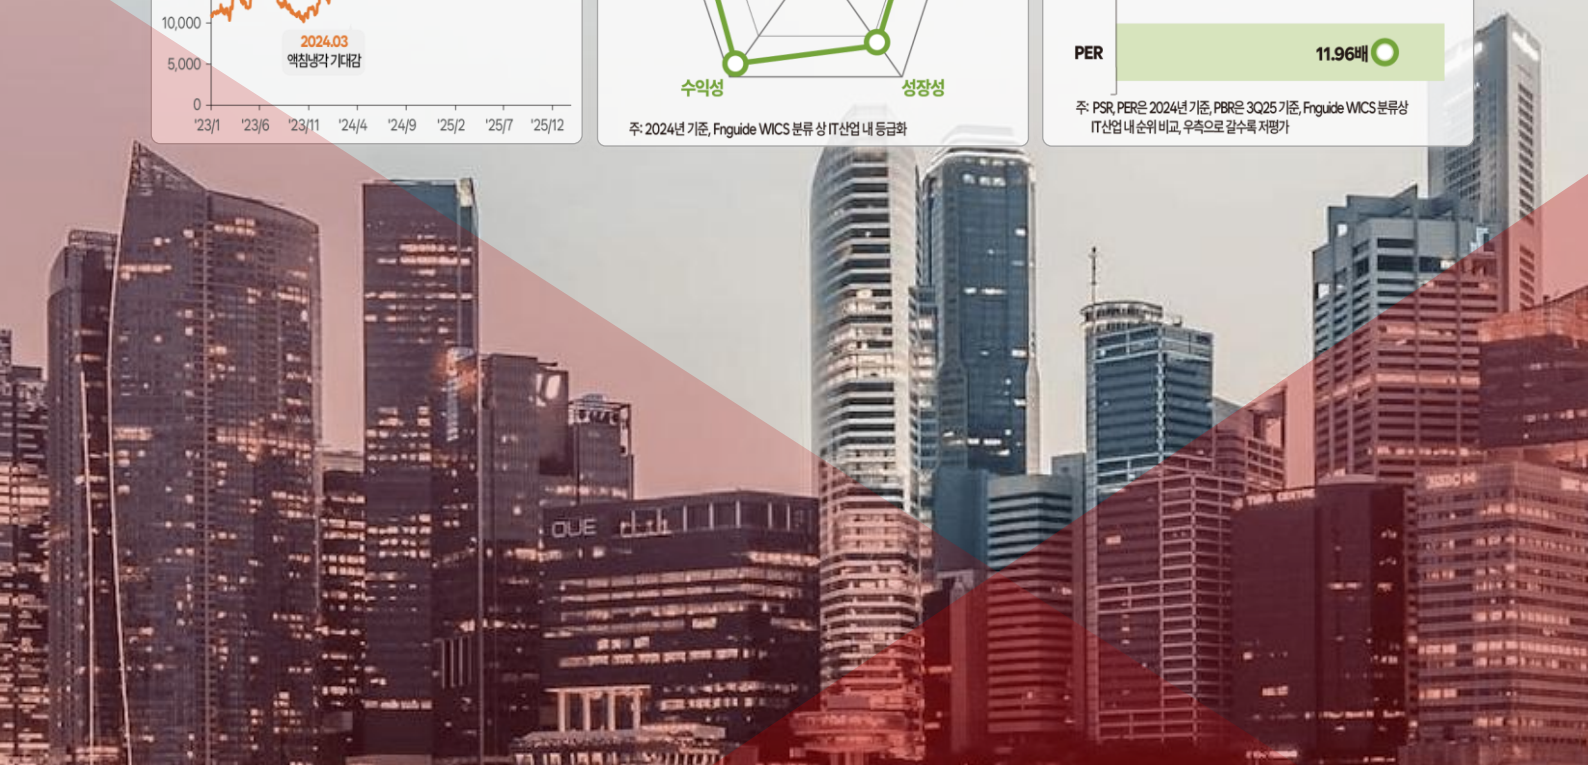 10,000
2024.03
액침냉각 기대감
5,000
0
'23/1 '23/6 '23/11 '24/4 '24/9 '25/2 '25/7 '25/12
수익성
성장성
주: 2024년 기준, Fnguide WICS 분류 상 IT산업 내 등급화
PER
11.96배
주: PSR, PER은 2024년 기준, PBR은 3Q25 기준, Fnguide WICS 분류상
IT산업 내 순위 비교, 우측으로 갈수록 저평가
OUE